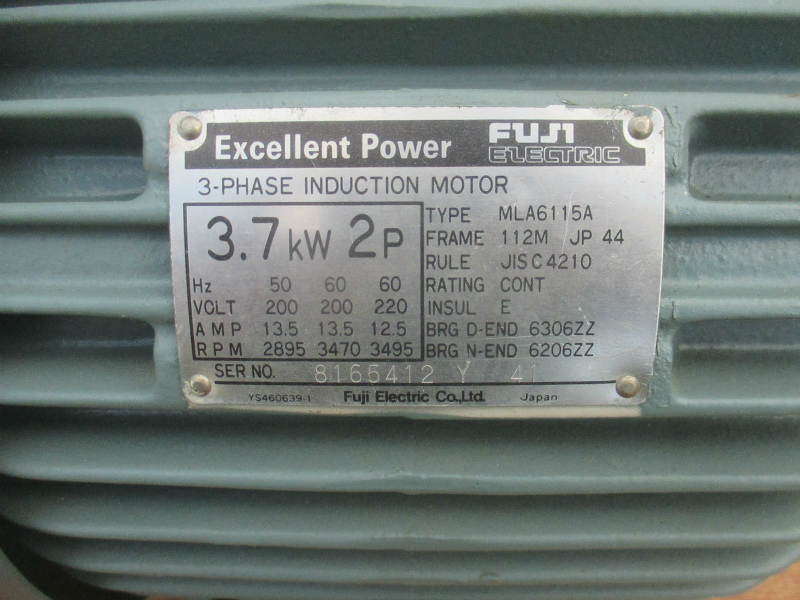 Excellent Power FUJI ELECTRIC
3-PHASE INDUCTION MOTOR
3.7 kW 2P
Hz 50 60 60
VOLT 200 200 220
AMP 13.5 13.5 12.5
RPM 2895 3470 3495
TYPE MLA6115A
FRAME 112M JP 44
RULE JIS C 4210
RATING CONT
INSUL E
BRG D-END 6306ZZ
BRG N-END 6206ZZ
SER NO. 8165412 Y 41
YS460639-1 Fuji Electric Co.,Ltd. Japan